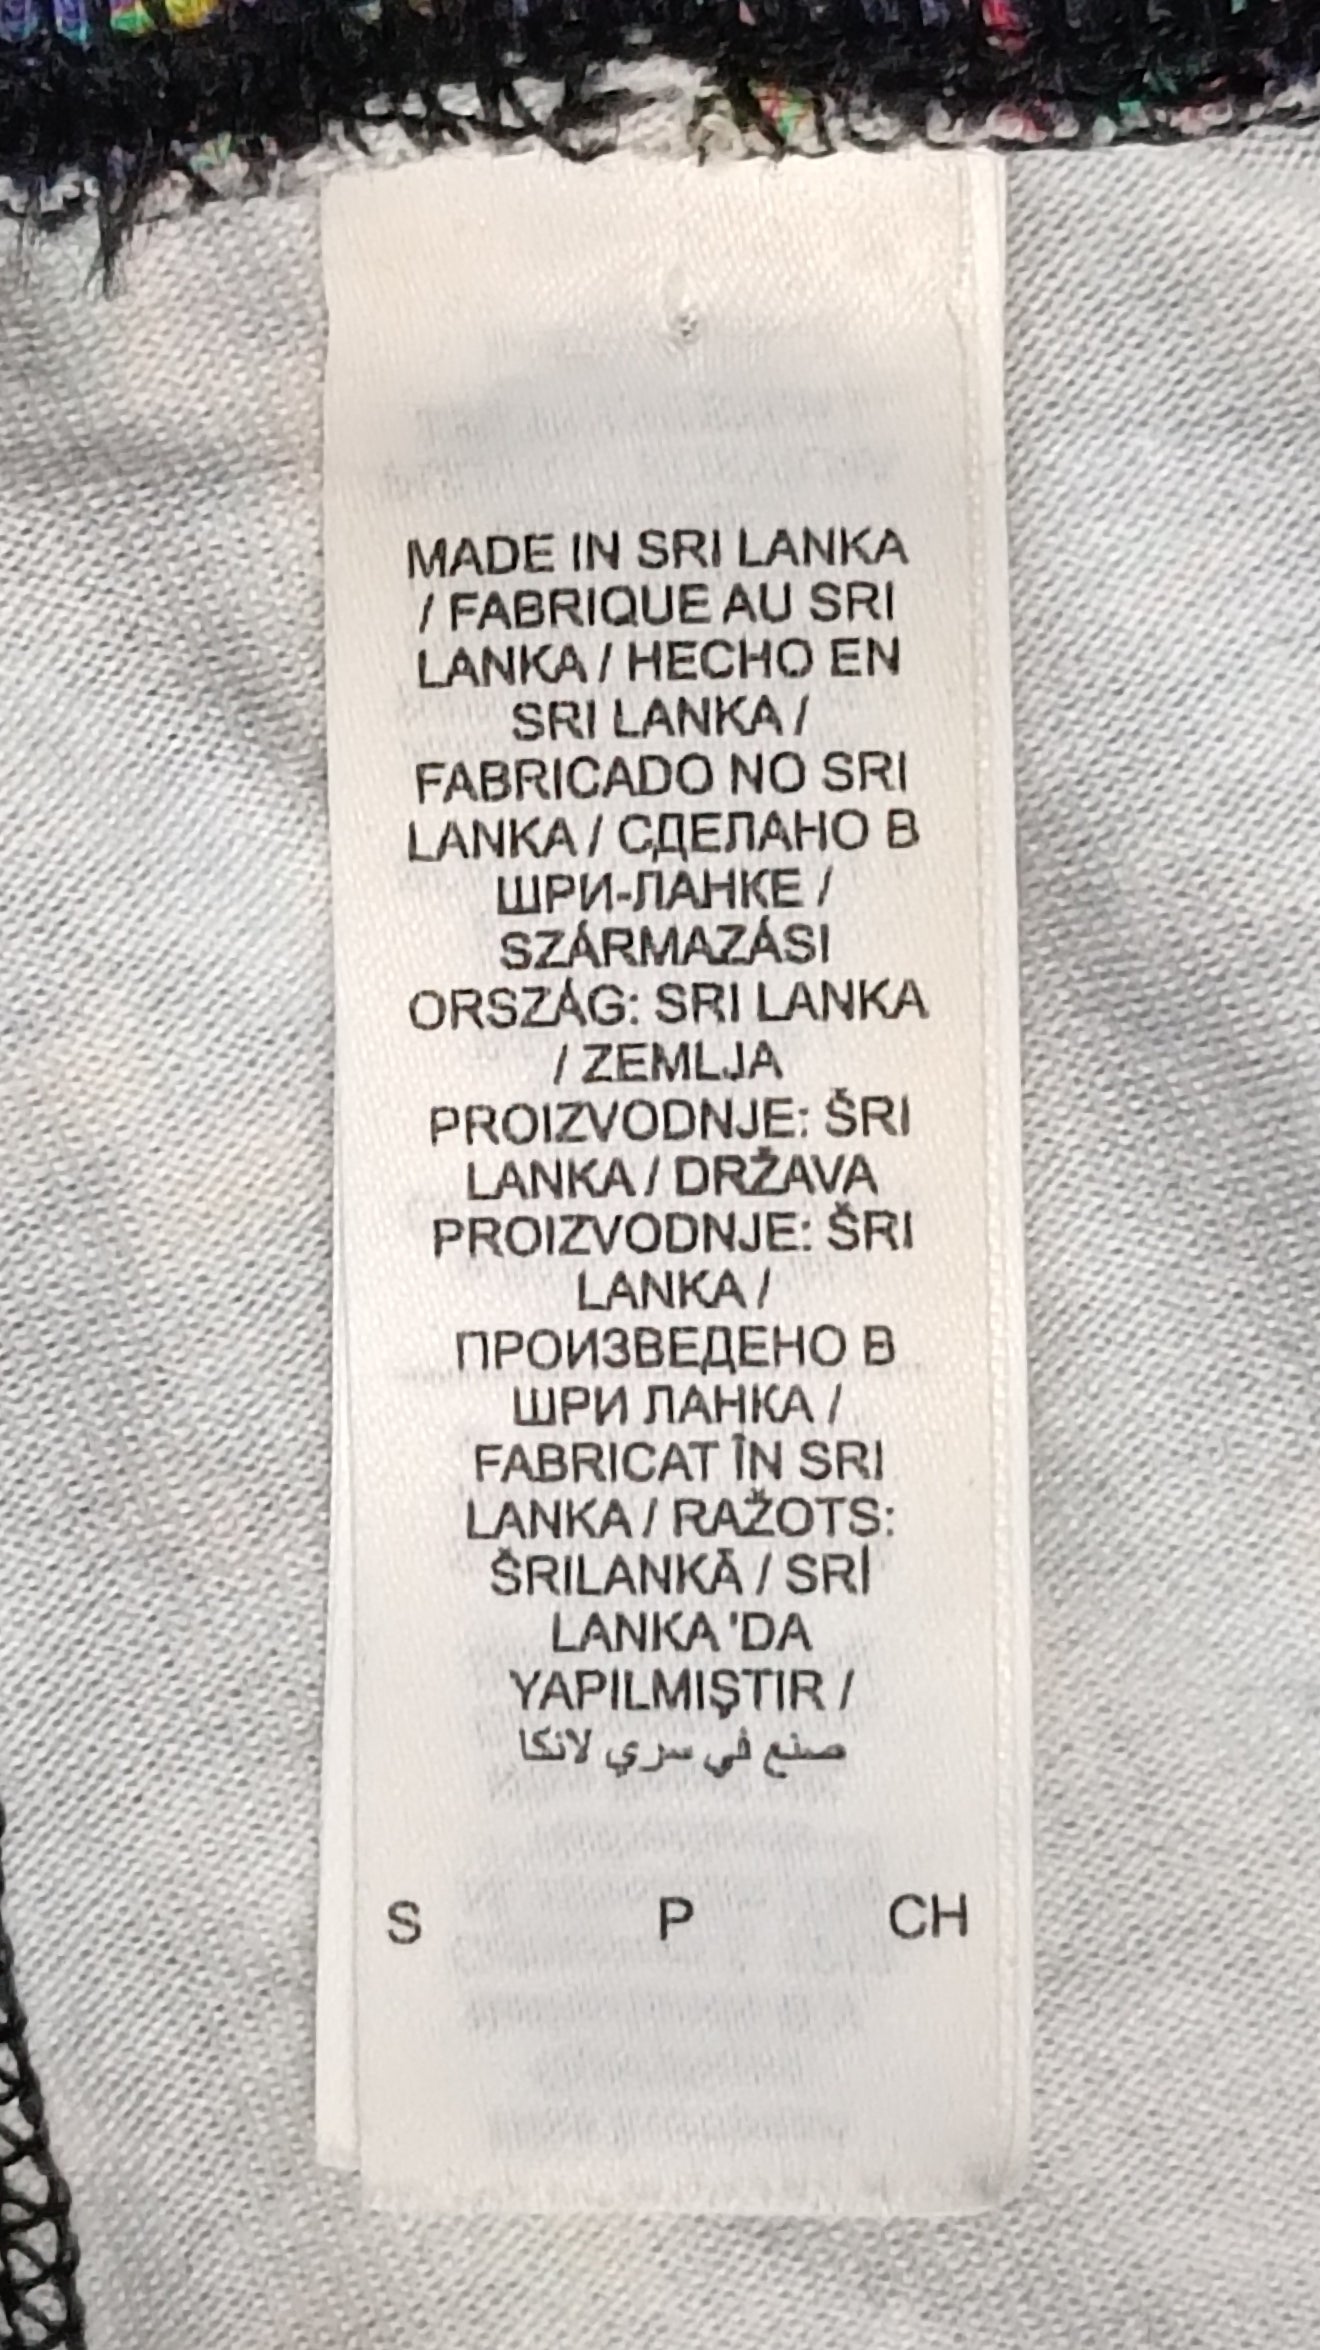 MADE IN SRI LANKA
/ FABRIQUE AU SRI
LANKA / HECHO EN
SRI LANKA /
FABRICADO NO SRI
LANKA / СДЕЛАНО В
ШРИ-ЛАНКЕ /
SZÁRMAZÁSI
ORSZÁG: SRI LANKA
/ ZEMLJA
PROIZVODNJE: ŠRI
LANKA / DRŽAVA
PROIZVODNJE: ŠRI
LANKA /
ПРОИЗВЕДЕНО В
ШРИ ЛАНКА /
FABRICAT ÎN SRI
LANKA / RAŽOTS:
ŠRILANKĀ / SRİ
LANKA 'DA
YAPILMIŞTIR /
صنع في سري لانكا
S P CH